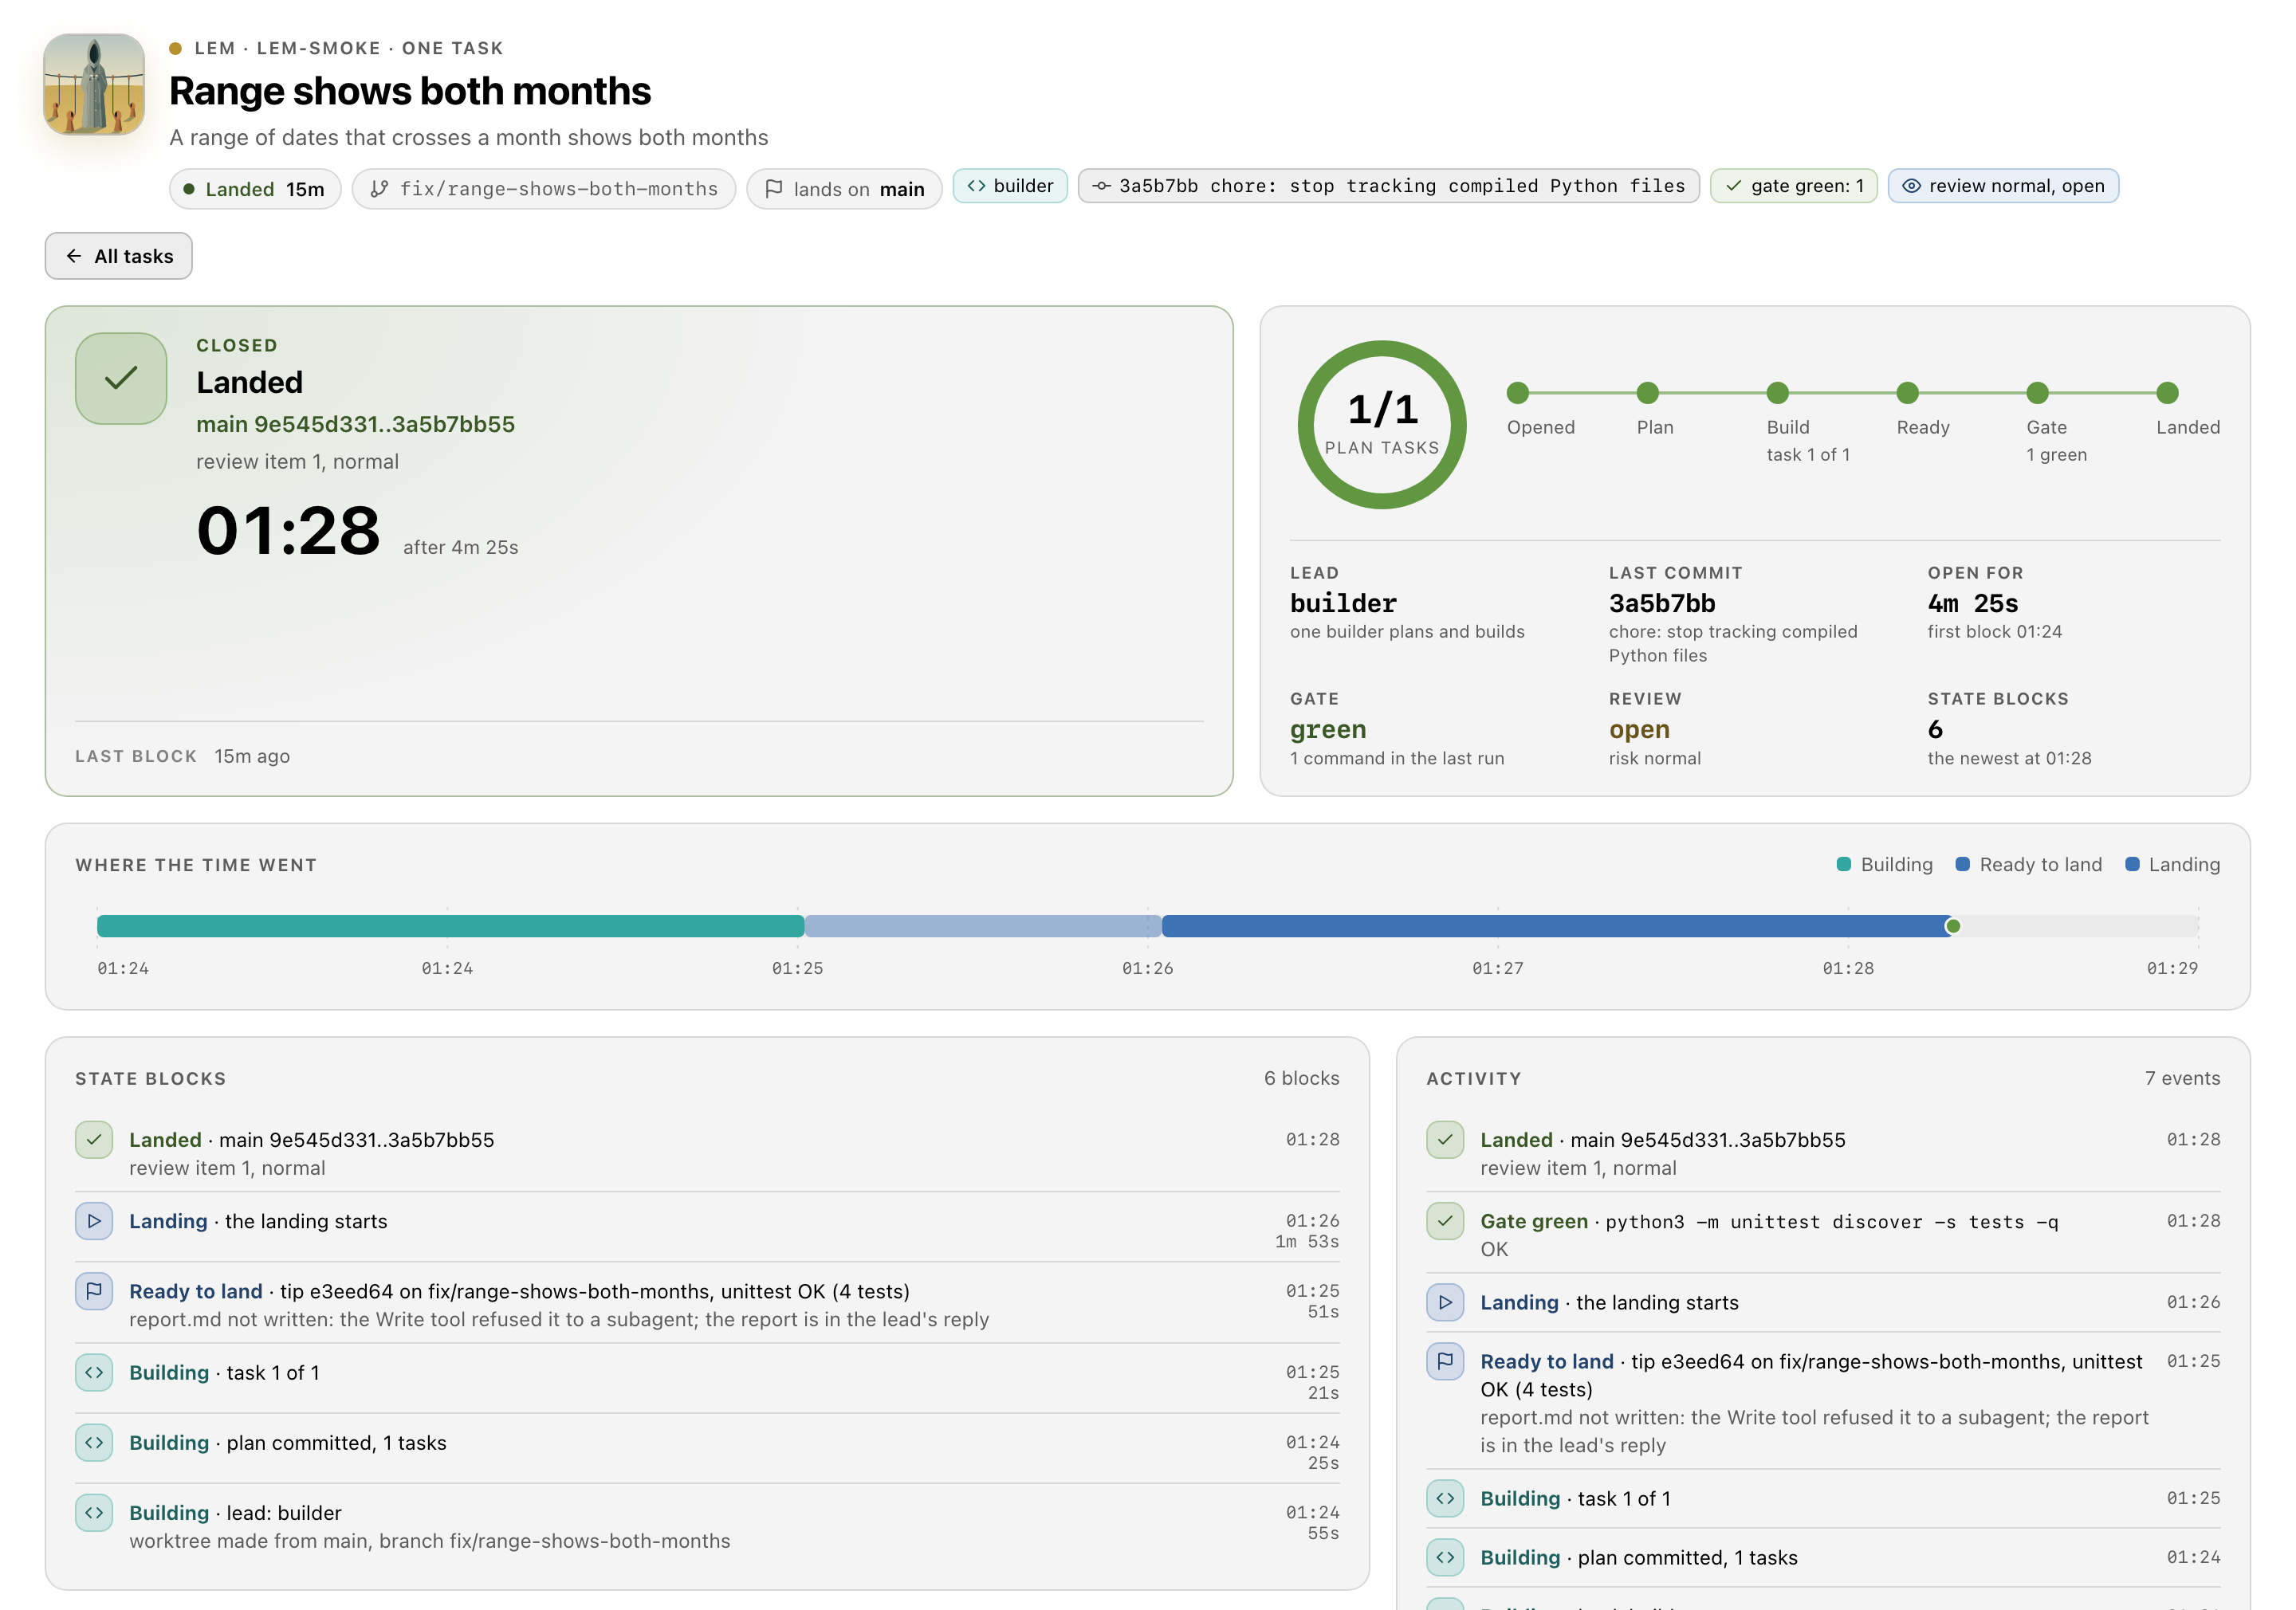 LEM · LEM-SMOKE · ONE TASK
Range shows both months
A range of dates that crosses a month shows both months
Landed 15m
fix/range-shows-both-months
lands on main
builder
3a5b7bb chore: stop tracking compiled Python files
gate green: 1
review normal, open
All tasks
CLOSED
Landed
main 9e545d331..3a5b7bb55
review item 1, normal
01:28 after 4m 25s
LAST BLOCK 15m ago
1/1
PLAN TASKS
Opened
Plan
Build
task 1 of 1
Ready
Gate
1 green
Landed
LEAD
builder
one builder plans and builds
LAST COMMIT
3a5b7bb
chore: stop tracking compiled
Python files
OPEN FOR
4m 25s
first block 01:24
GATE
green
1 command in the last run
REVIEW
open
risk normal
STATE BLOCKS
6
the newest at 01:28
WHERE THE TIME WENT
Building
Ready to land
Landing
01:24
01:24
01:25
01:26
01:27
01:28
01:29
STATE BLOCKS
6 blocks
Landed · main 9e545d331..3a5b7bb55
01:28
review item 1, normal
Landing · the landing starts
01:26
1m 53s
Ready to land · tip e3eed64 on fix/range-shows-both-months, unittest OK (4 tests)
01:25
report.md not written: the Write tool refused it to a subagent; the report is in the lead's reply
51s
Building · task 1 of 1
01:25
21s
Building · plan committed, 1 tasks
01:24
25s
Building · lead: builder
01:24
worktree made from main, branch fix/range-shows-both-months
55s
ACTIVITY
7 events
Landed · main 9e545d331..3a5b7bb55
01:28
review item 1, normal
Gate green · python3 -m unittest discover -s tests -q
01:28
OK
Landing · the landing starts
01:26
Ready to land · tip e3eed64 on fix/range-shows-both-months, unittest
01:25
OK (4 tests)
report.md not written: the Write tool refused it to a subagent; the report
is in the lead's reply
Building · task 1 of 1
01:25
Building · plan committed, 1 tasks
01:24